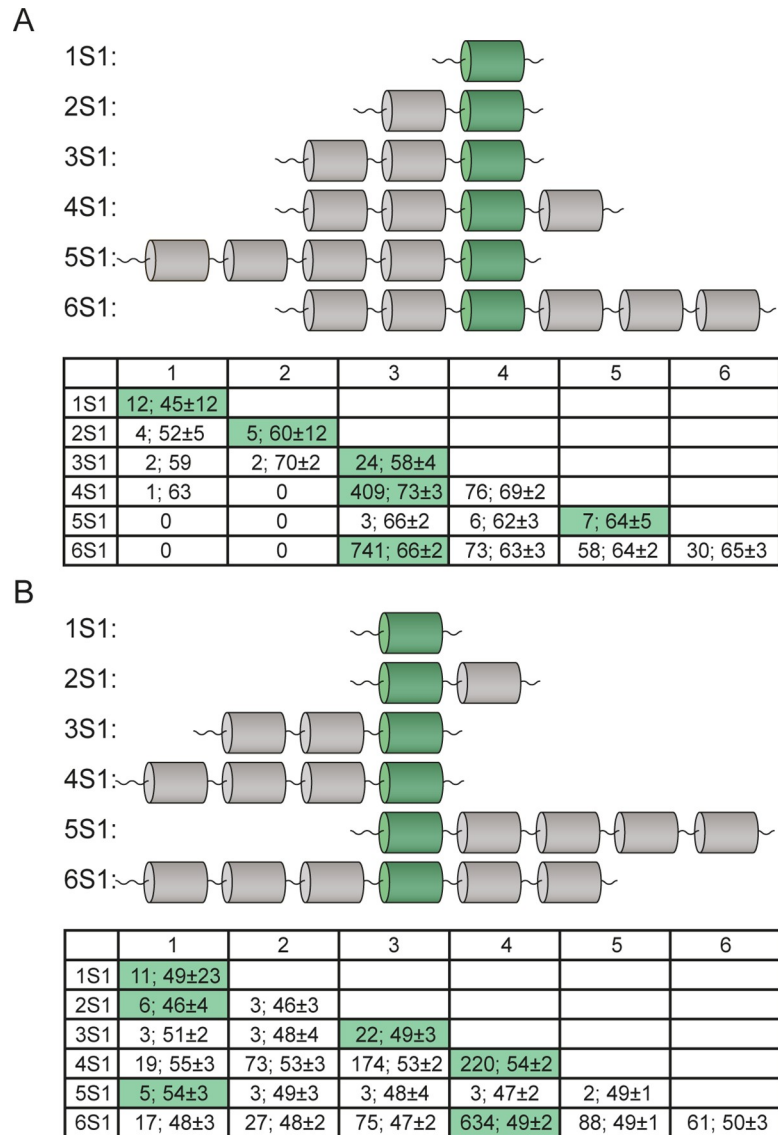 A
1S1:
2S1:
3S1:
4S1:
5S1:
6S1:
1 2 3 4 5 6
1S1 12; 45±12
2S1 4; 52±5 5; 60±12
3S1 2; 59 2; 70±2 24; 58±4
4S1 1; 63 0 409; 73±3 76; 69±2
5S1 0 0 3; 66±2 6; 62±3 7; 64±5
6S1 0 0 741; 66±2 73; 63±3 58; 64±2 30; 65±3
B
1S1:
2S1:
3S1:
4S1:
5S1:
6S1:
1 2 3 4 5 6
1S1 11; 49±23
2S1 6; 46±4 3; 46±3
3S1 3; 51±2 3; 48±4 22; 49±3
4S1 19; 55±3 73; 53±3 174; 53±2 220; 54±2
5S1 5; 54±3 3; 49±3 3; 48±4 3; 47±2 2; 49±1
6S1 17; 48±3 27; 48±2 75; 47±2 634; 49±2 88; 49±1 61; 50±3